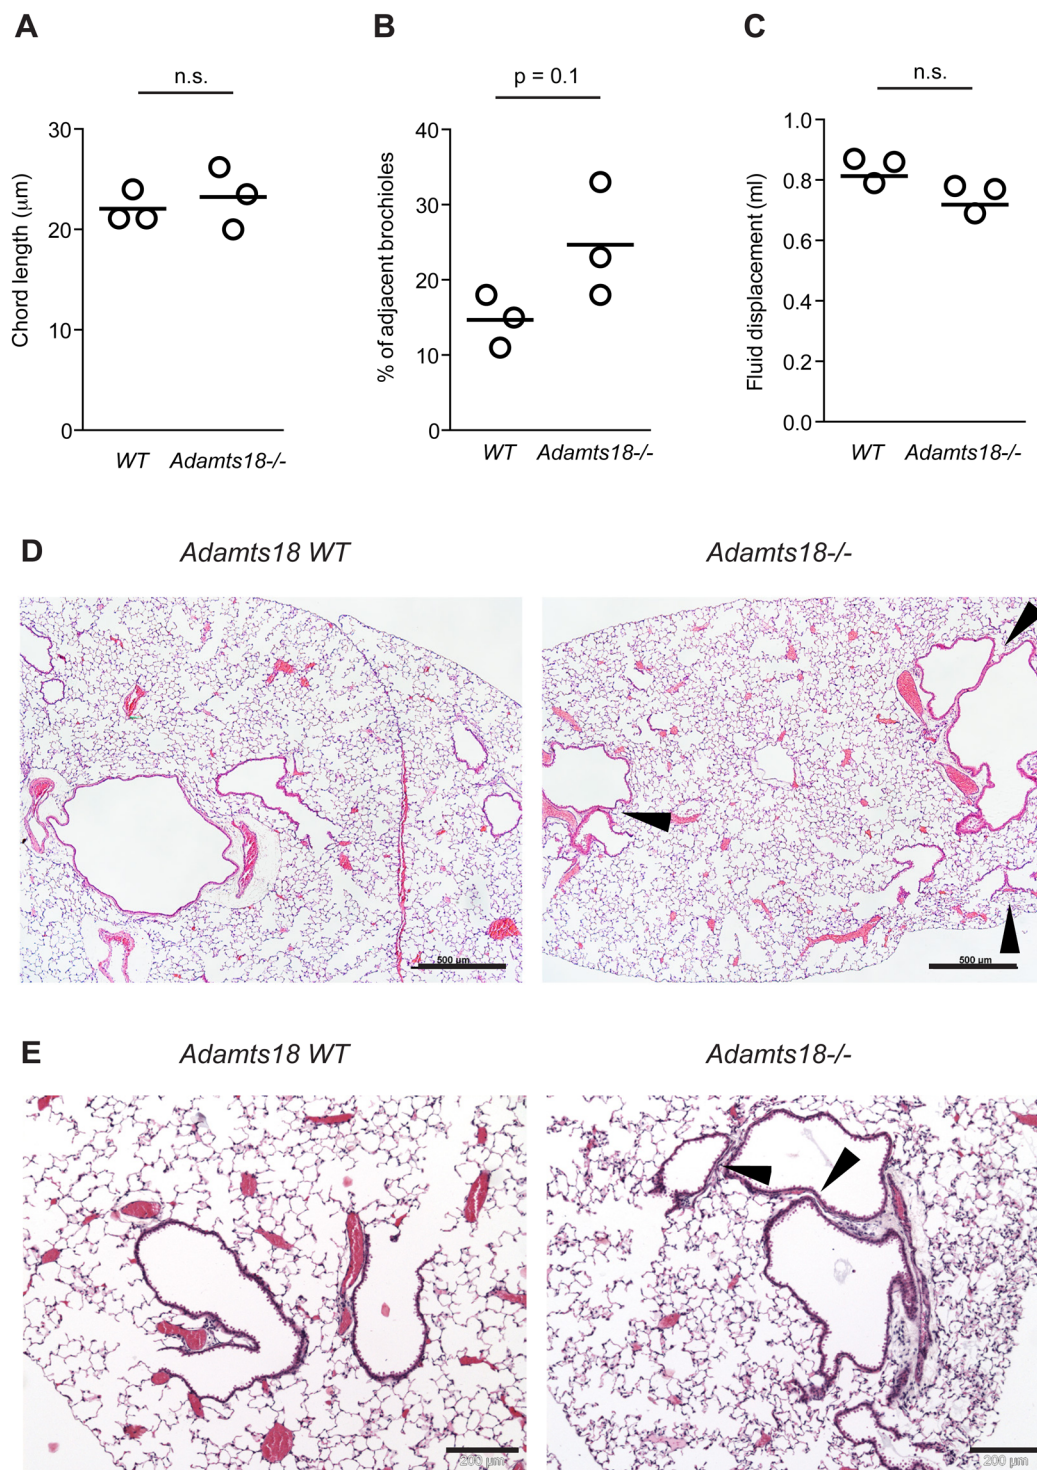 A
B
C
n.s.
p = 0.1
n.s.
Chord length (μm)
30
20
10
0
WT
Adamts18-/-
% of adjacent brochioles
40
30
20
10
0
WT
Adamts18-/-
Fluid displacement (ml)
1.0
0.8
0.6
0.4
0.2
0.0
WT
Adamts18-/-
D
Adamts18 WT
Adamts18-/-
500 μm
500 μm
E
Adamts18 WT
Adamts18-/-
200 μm
200 μm